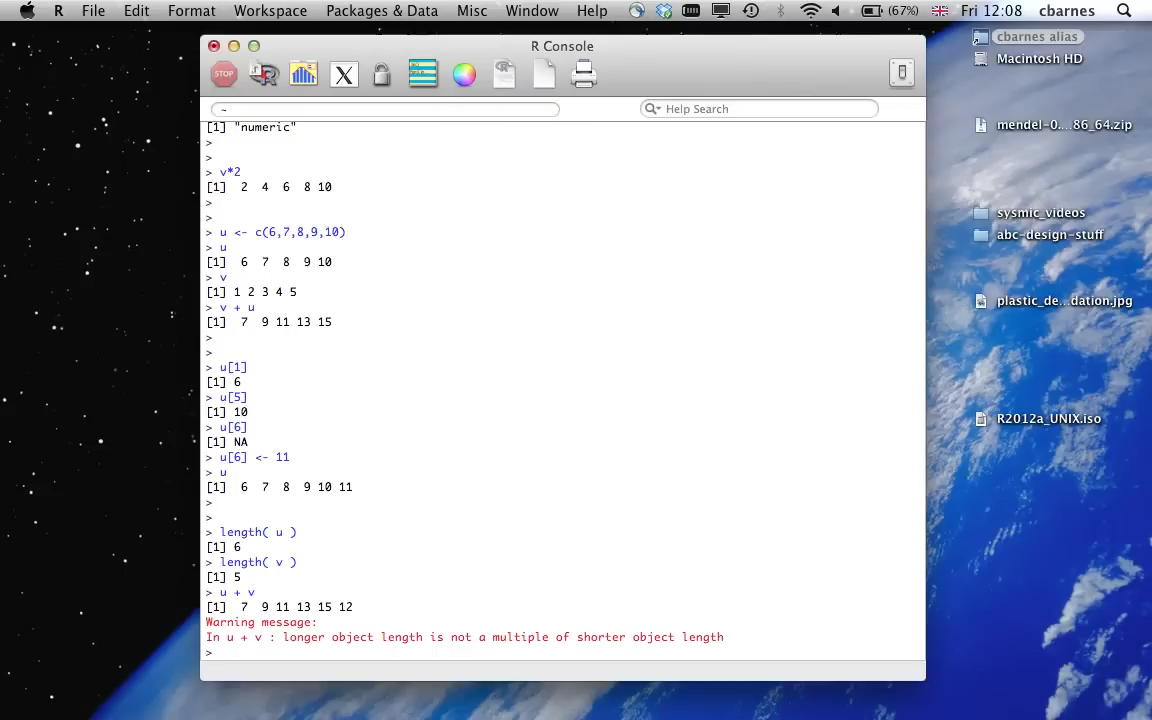 R File Edit Format Workspace Packages & Data Misc Window Help (67%) Fri 12:08 cbarnes
R Console
STOP
R
X
~
Help Search
[1] "numeric"
>
>
> v*2
[1]  2  4  6  8 10
>
>
> u <- c(6,7,8,9,10)
> u
[1]  6  7  8  9 10
> v
[1] 1 2 3 4 5
> v + u
[1]  7  9 11 13 15
>
>
> u[1]
[1] 6
> u[5]
[1] 10
> u[6]
[1] NA
> u[6] <- 11
> u
[1]  6  7  8  9 10 11
>
>
> length( u )
[1] 6
> length( v )
[1] 5
> u + v
[1]  7  9 11 13 15 12
Warning message:
In u + v : longer object length is not a multiple of shorter object length
>
cbarnes alias
Macintosh HD
mendel-0....86_64.zip
sysmic_videos
abc-design-stuff
plastic_de...dation.jpg
R2012a_UNIX.iso